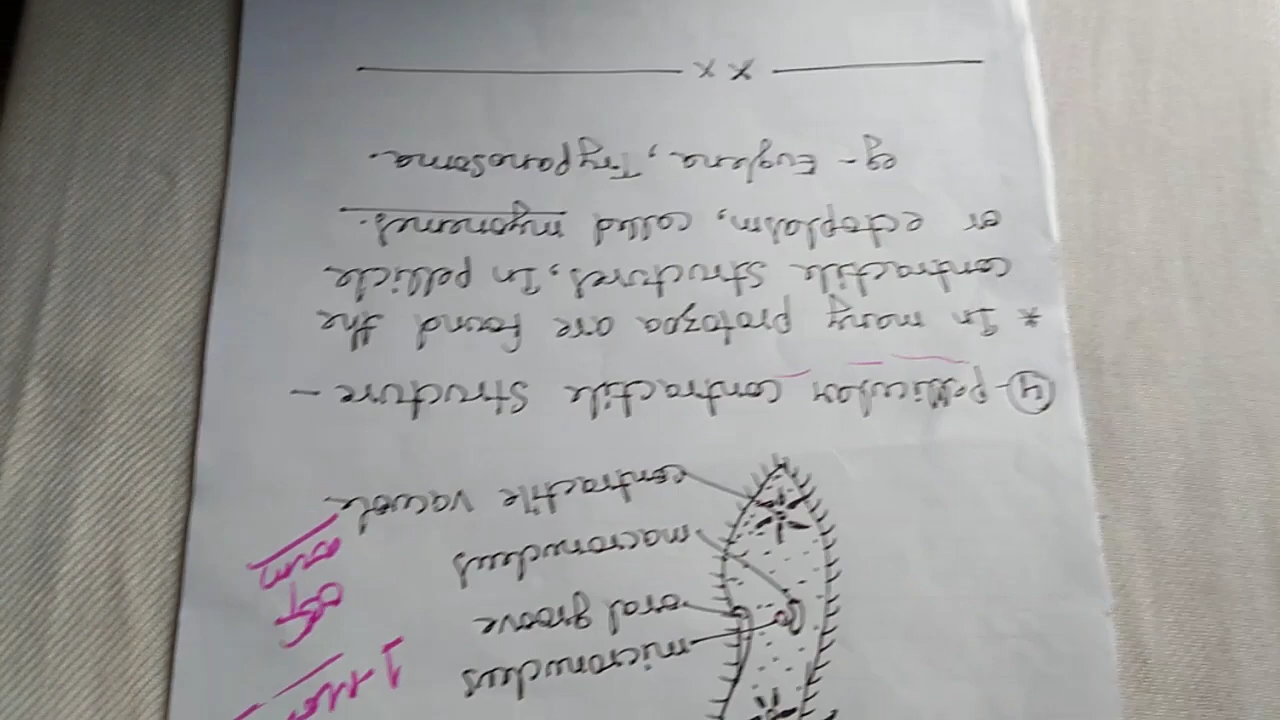 micronucleus
oral groove
macronucleus
contractile vacuole
④- Pellicular contractile structure -
* In many protozoa are found the
contractile structures, In pellicle
or ectoplasm, called myonemes.
eg - Euglena, Trypanosoma.
x x